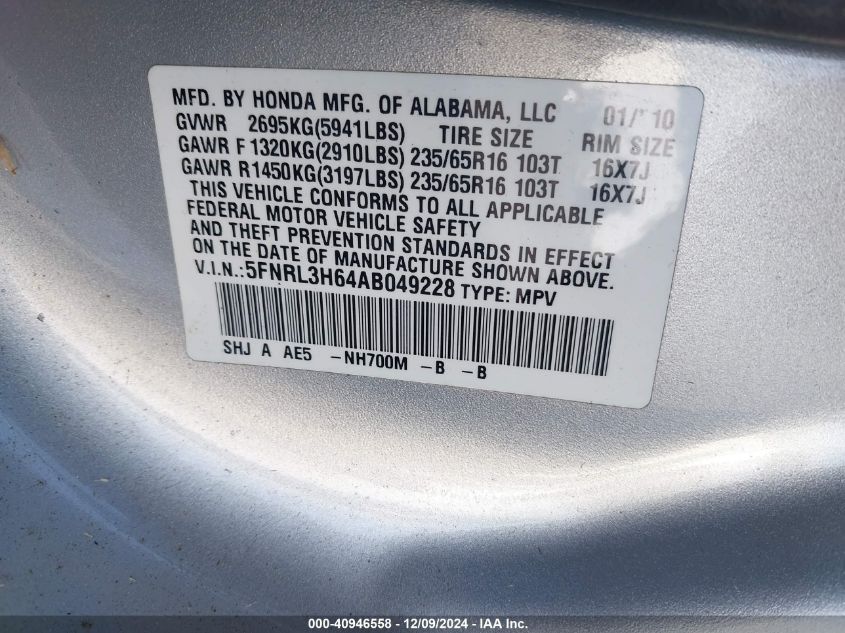 MFD. BY HONDA MFG. OF ALABAMA, LLC 01/10
GVWR 2695KG(5941LBS) TIRE SIZE RIM SIZE
GAWR F 1320KG(2910LBS) 235/65R16 103T 16X7J
GAWR R1450KG(3197LBS) 235/65R16 103T 16X7J
THIS VEHICLE CONFORMS TO ALL APPLICABLE
FEDERAL MOTOR VEHICLE SAFETY
AND THEFT PREVENTION STANDARDS IN EFFECT
ON THE DATE OF MANUFACTURE SHOWN ABOVE.
V.I.N.:5FNRL3H64AB049228 TYPE: MPV
SHJ A AE5 -NH700M -B -B
000-40946558 - 12/09/2024 - IAA Inc.